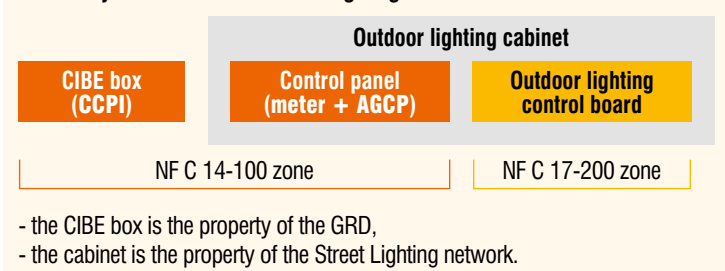 Outdoor lighting cabinet
CIBE box
(CCPI)
Control panel
(meter + AGCP)
Outdoor lighting
control board
NF C 14-100 zone
NF C 17-200 zone
- the CIBE box is the property of the GRD,
- the cabinet is the property of the Street Lighting network.